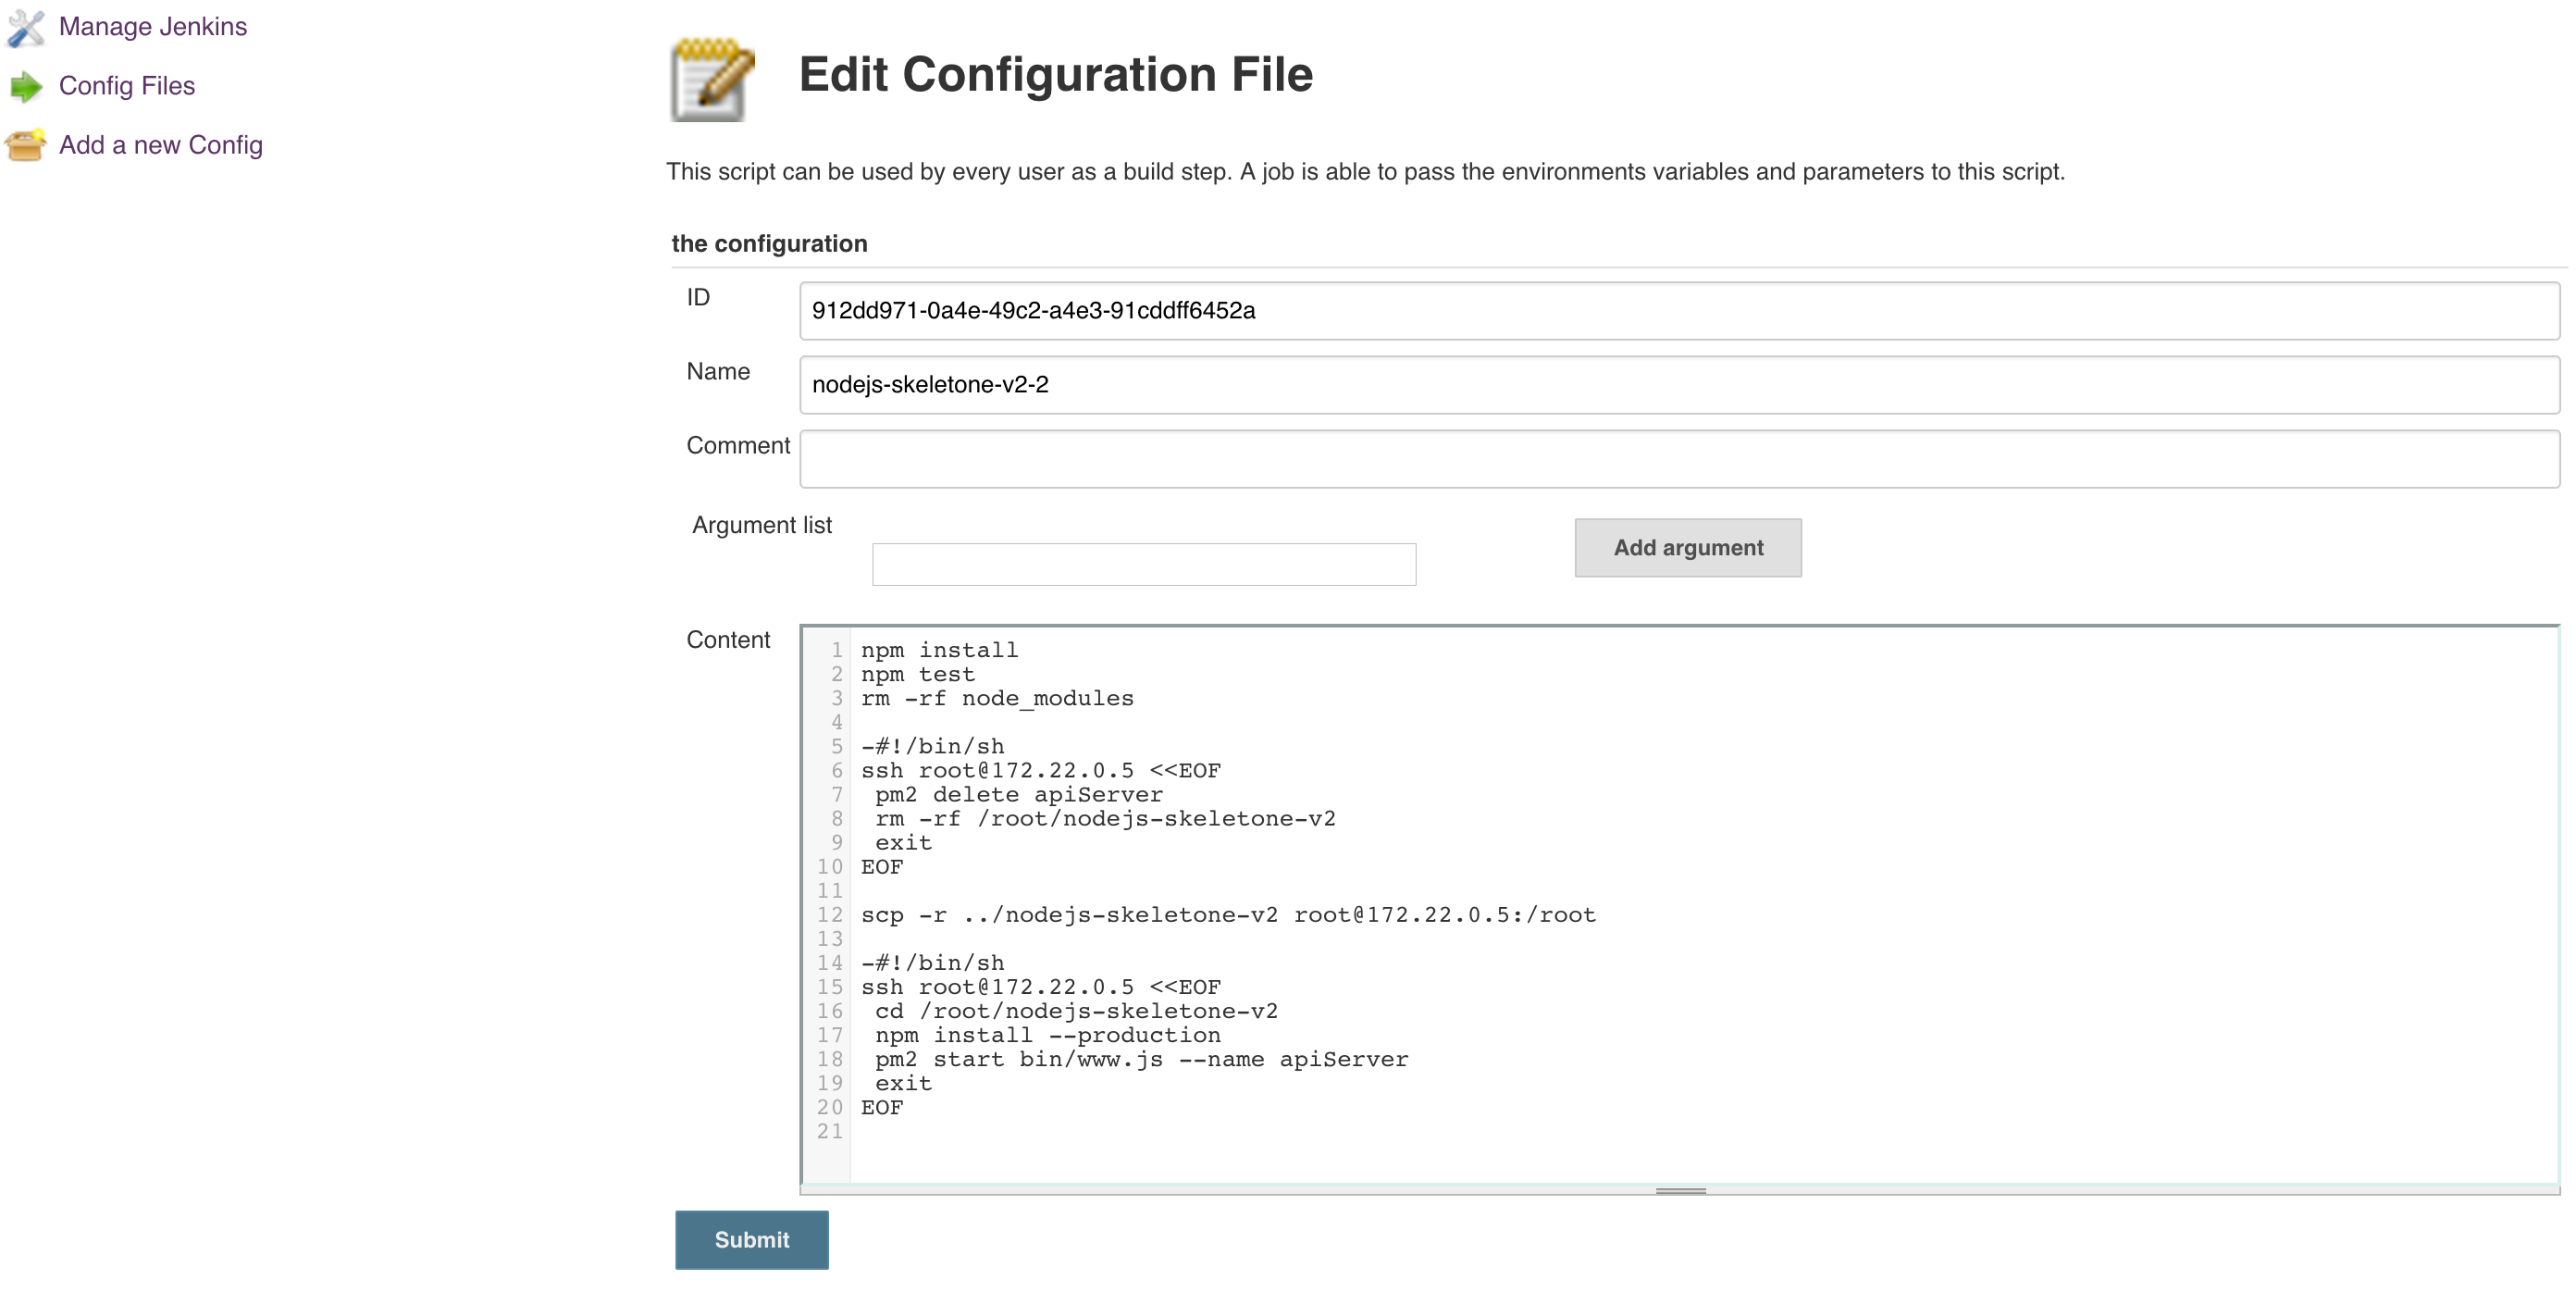 Manage Jenkins
Config Files
Add a new Config
Edit Configuration File
This script can be used by every user as a build step. A job is able to pass the environments variables and parameters to this script.
the configuration
ID
912dd971-0a4e-49c2-a4e3-91cddff6452a
Name
nodejs-skeletone-v2-2
Comment
Argument list
Add argument
Content
1 npm install
2 npm test
3 rm -rf node_modules
4
5 -#!/bin/sh
6 ssh root@172.22.0.5 <<EOF
7  pm2 delete apiServer
8  rm -rf /root/nodejs-skeletone-v2
9  exit
10 EOF
11
12 scp -r ../nodejs-skeletone-v2 root@172.22.0.5:/root
13
14 -#!/bin/sh
15 ssh root@172.22.0.5 <<EOF
16  cd /root/nodejs-skeletone-v2
17  npm install --production
18  pm2 start bin/www.js --name apiServer
19  exit
20 EOF
21
Submit